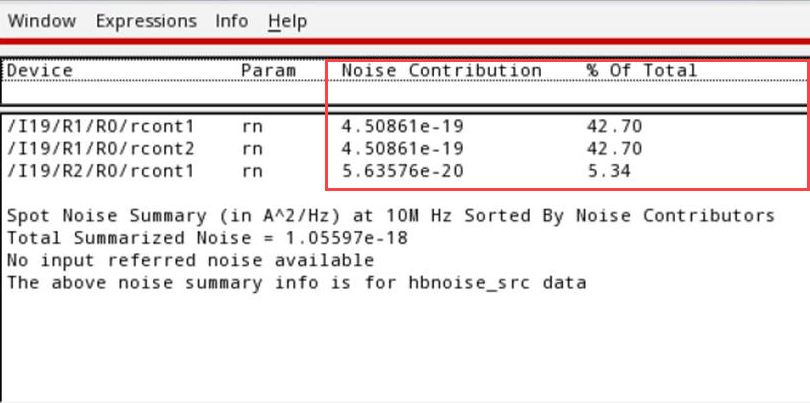 Window Expressions Info Help
Device Param Noise Contribution % Of Total
/I19/R1/R0/rcont1 rn 4.50861e-19 42.70
/I19/R1/R0/rcont2 rn 4.50861e-19 42.70
/I19/R2/R0/rcont1 rn 5.63576e-20 5.34
Spot Noise Summary (in A^2/Hz) at 10M Hz Sorted By Noise Contributors
Total Summarized Noise = 1.05597e-18
No input referred noise available
The above noise summary info is for hbnoise_src data